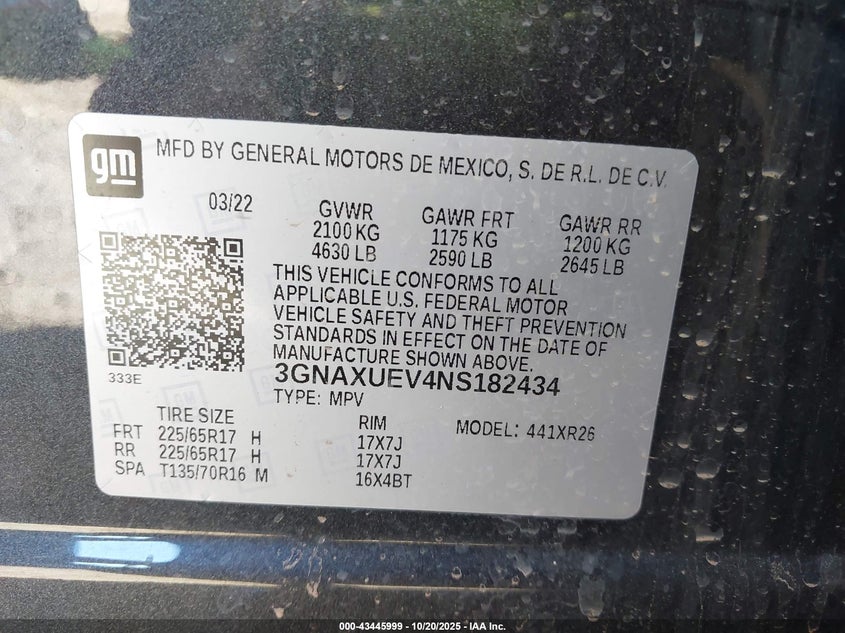 gm
MFD BY GENERAL MOTORS DE MEXICO, S. DE R.L. DE C.V.
03/22 GVWR GAWR FRT GAWR RR
2100 KG 1175 KG 1200 KG
4630 LB 2590 LB 2645 LB
THIS VEHICLE CONFORMS TO ALL
APPLICABLE U.S. FEDERAL MOTOR
VEHICLE SAFETY AND THEFT PREVENTION
STANDARDS IN EFFECT ON THE DATE OF
MANUFACTURE SHOWN ABOVE.
333E
3GNAXUEV4NS182434
TYPE: MPV
TIRE SIZE RIM MODEL: 441XR26
FRT 225/65R17 H 17X7J
RR 225/65R17 H 17X7J
SPA T135/70R16 M 16X4BT
000-43445999 | 10/20/2025 - IAA Inc.